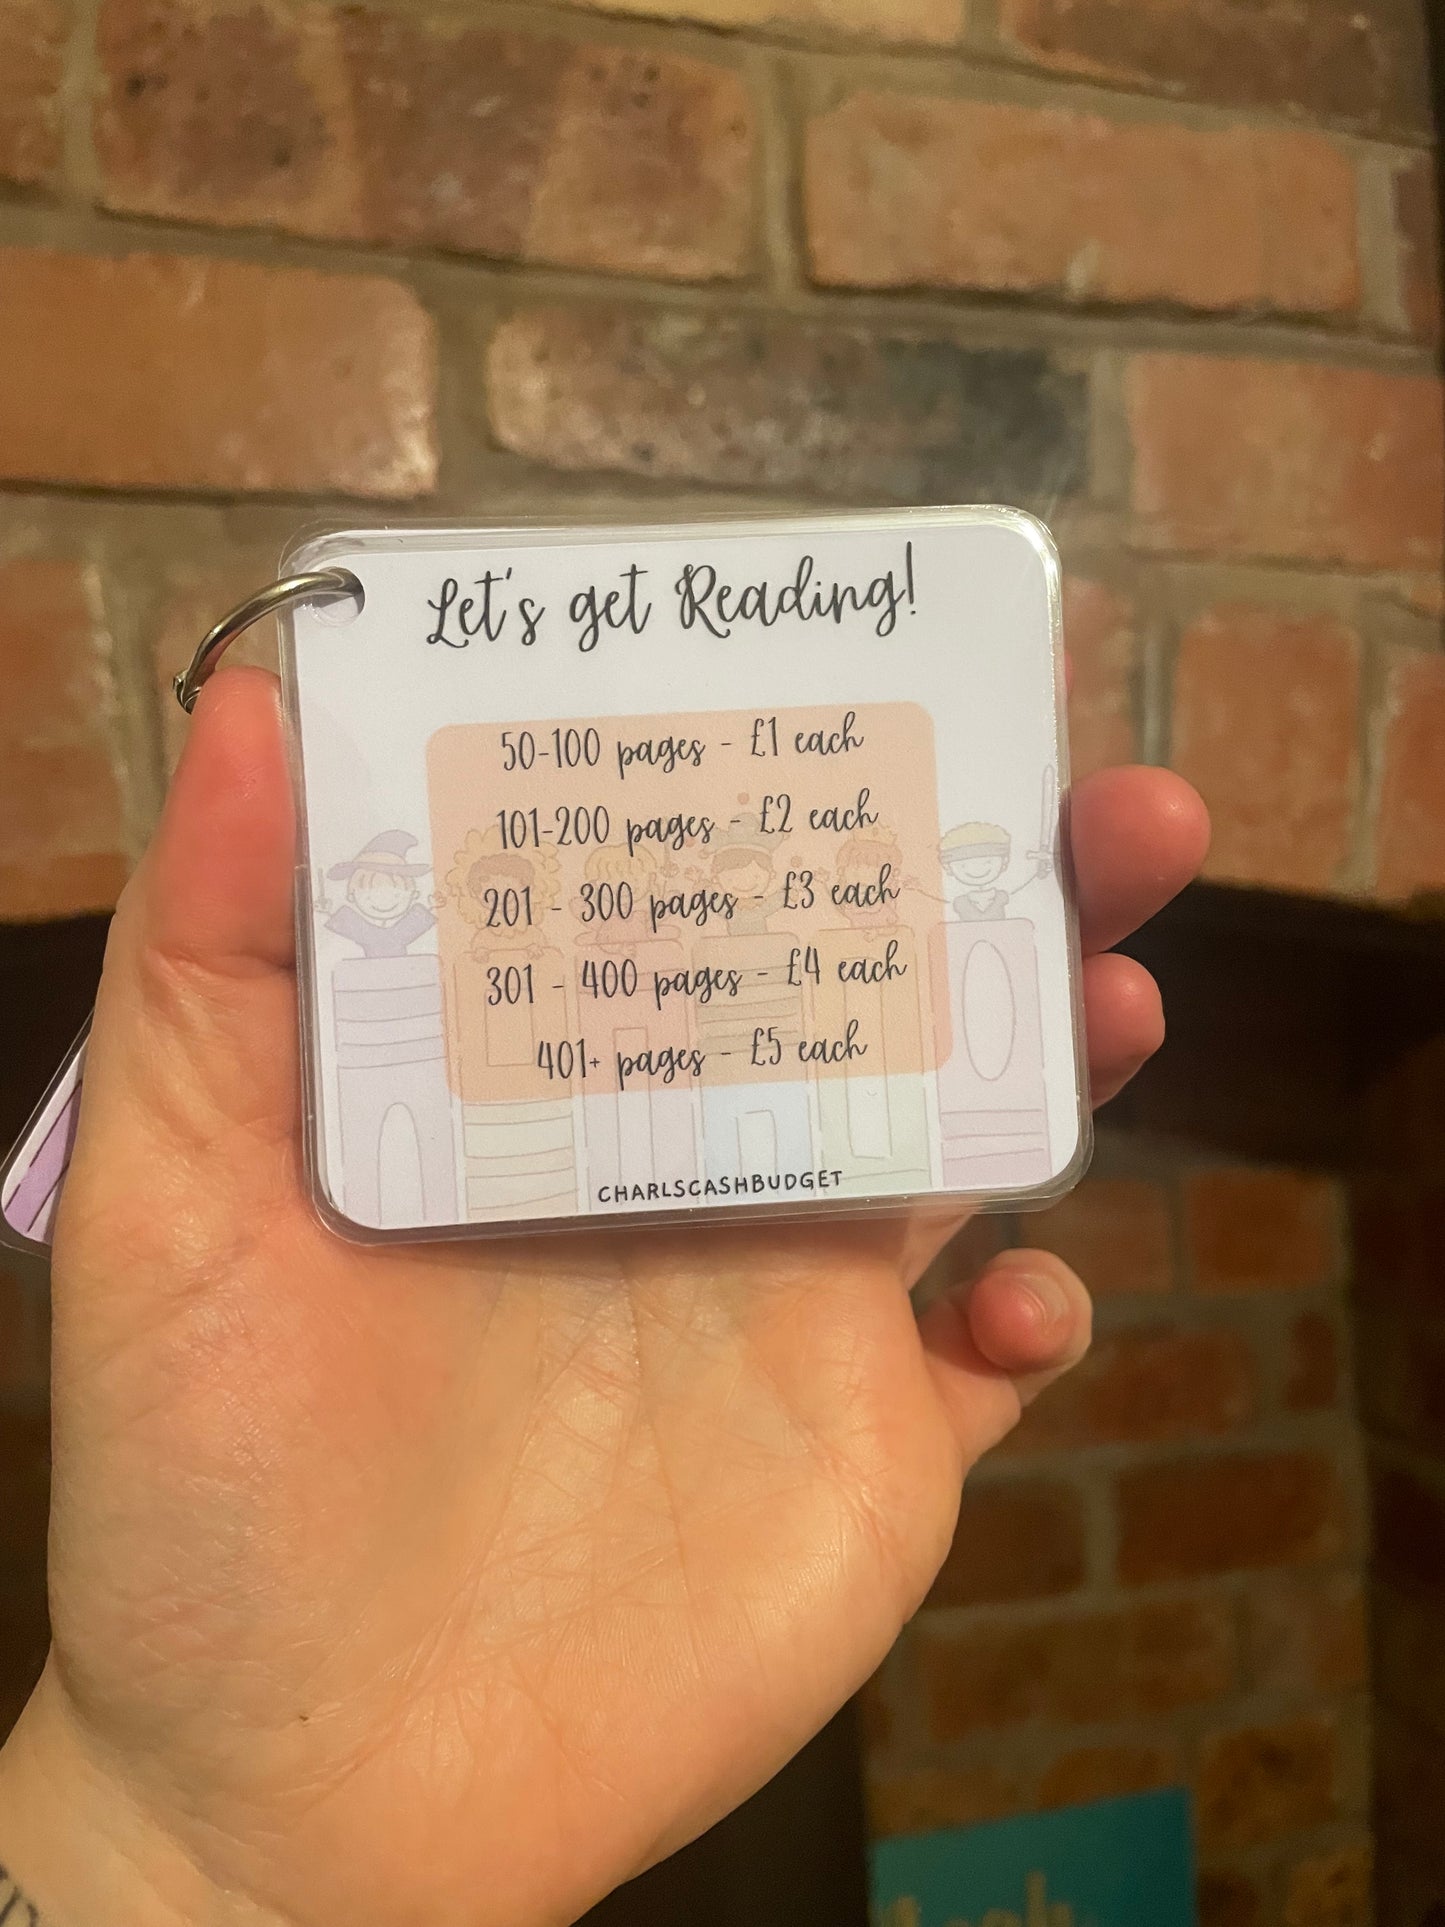 Let's get Reading!
50-100 pages - £1 each
101-200 pages - £2 each
201 - 300 pages - £3 each
301 - 400 pages - £4 each
401+ pages - £5 each
CHARLSCASHBUDGET